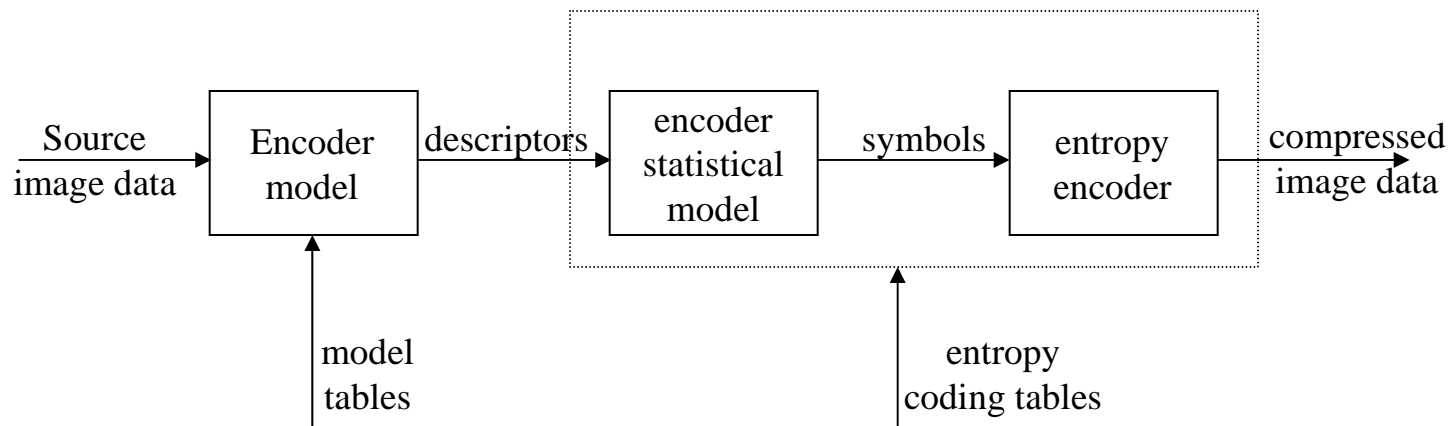 Source
image data
Encoder
model
descriptors
encoder
statistical
model
symbols
entropy
encoder
compressed
image data
model
tables
entropy
coding tables